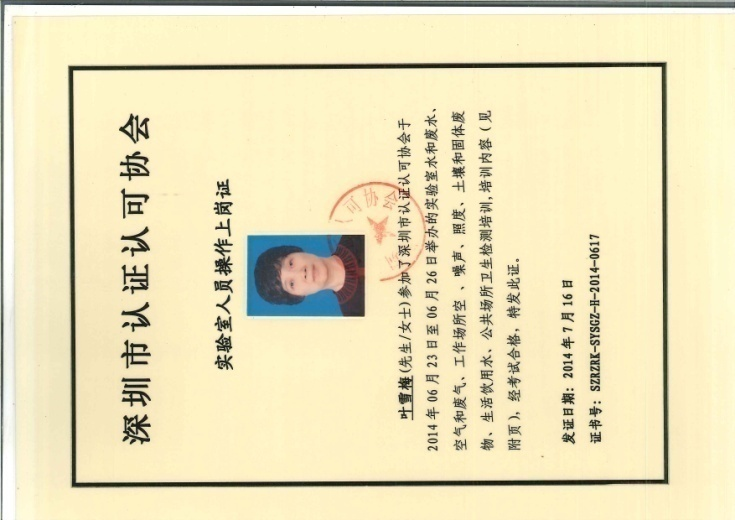 深圳市认证认可协会
实验室人员操作上岗证
叶雪梅(先生/女士)参加了深圳市认证认可协会于
2014年06月23日至06月26日举办的实验室水和废水、
空气和废气、工作场所空、噪声、照度、土壤和固体废
物、生活饮用水、公共场所卫生检测培训,培训内容（见
附页），经考试合格，特发此证。
发证日期：2014年7月16日
证书号：SZRZRK-SYSGZ-H-2014-0617
可协会